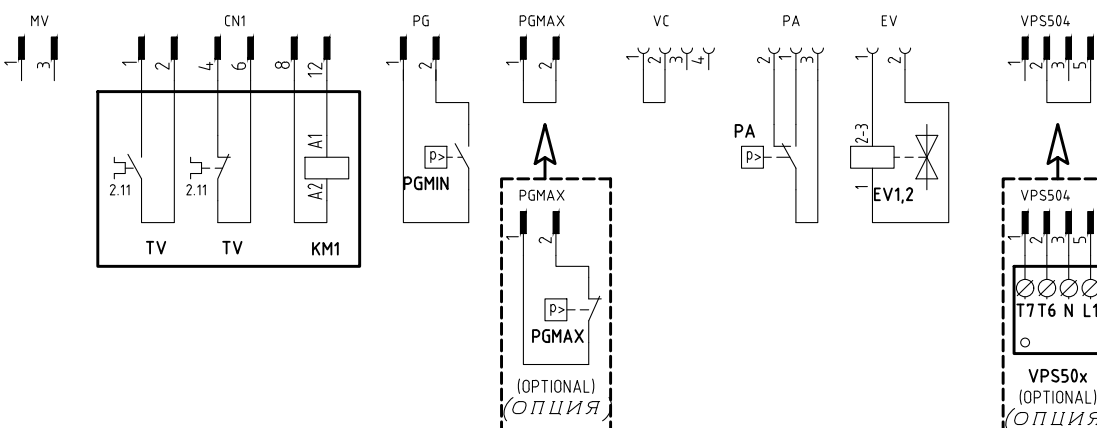 MV CN1 PG PGMAX VC PA EV VPS504
1 3 1 2 4 6 8 12 1 2 1 2 1 2 3 4 2 1 3 1 2 1 2 3 5
A1 2-3
PA
p> p>
2.11 2.11 A2 PGMIN 1 EV1,2
PGMAX VPS504
1 2 1 2 3 5
TV TV KM1
p> T7 T6 N L1
PGMAX
VPS50x
(OPTIONAL) (OPTIONAL)
(ОПЦИЯ) (ОПЦИЯ